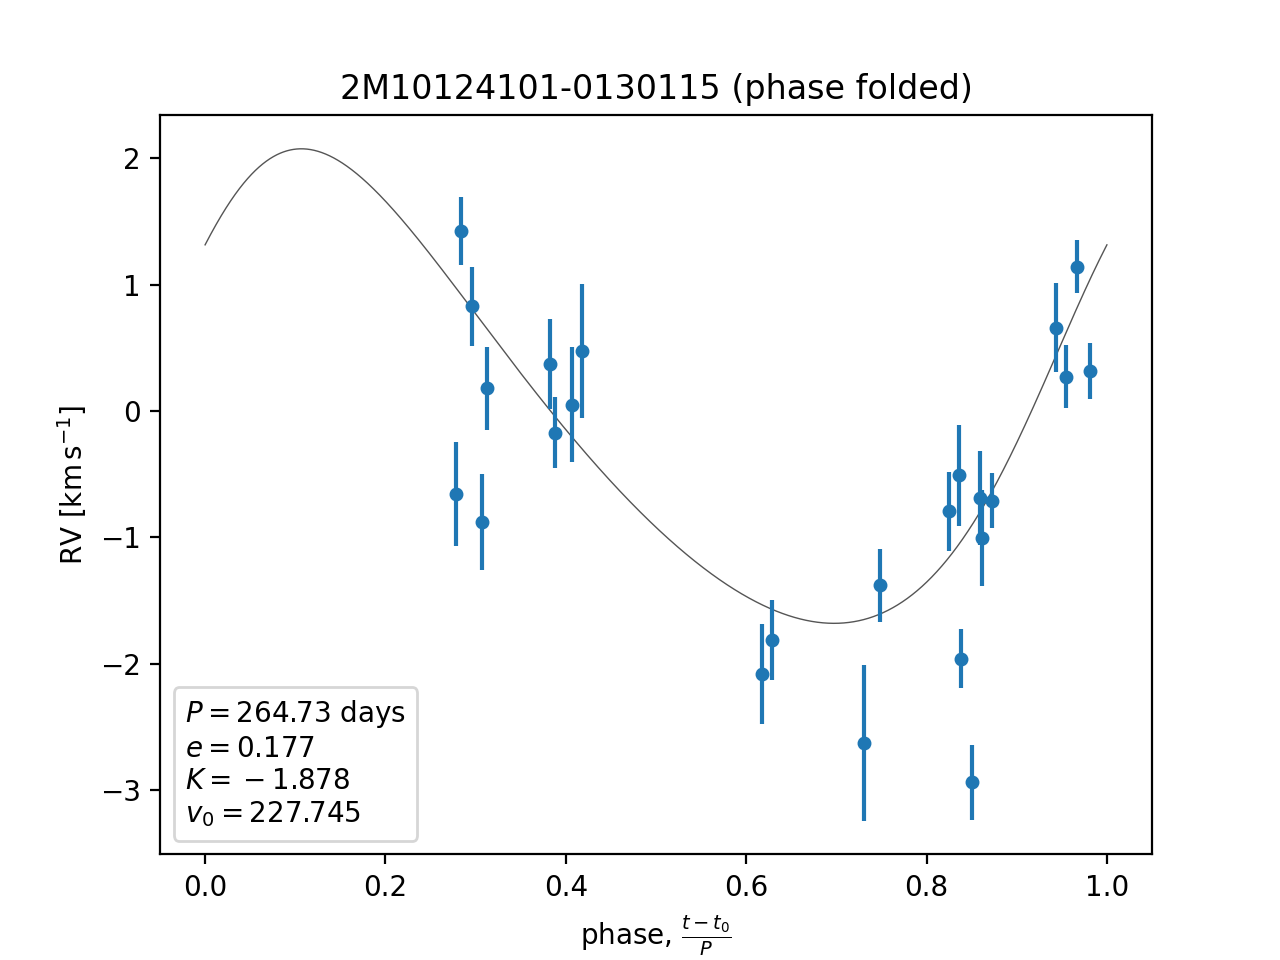 2M10124101-0130115 (phase folded)
RV [km s⁻¹]
2
1
0
−1
−2
−3
P = 264.73 days
e = 0.177
K = −1.878
v₀ = 227.745
0.0 0.2 0.4 0.6 0.8 1.0
phase, (t − t₀)/P